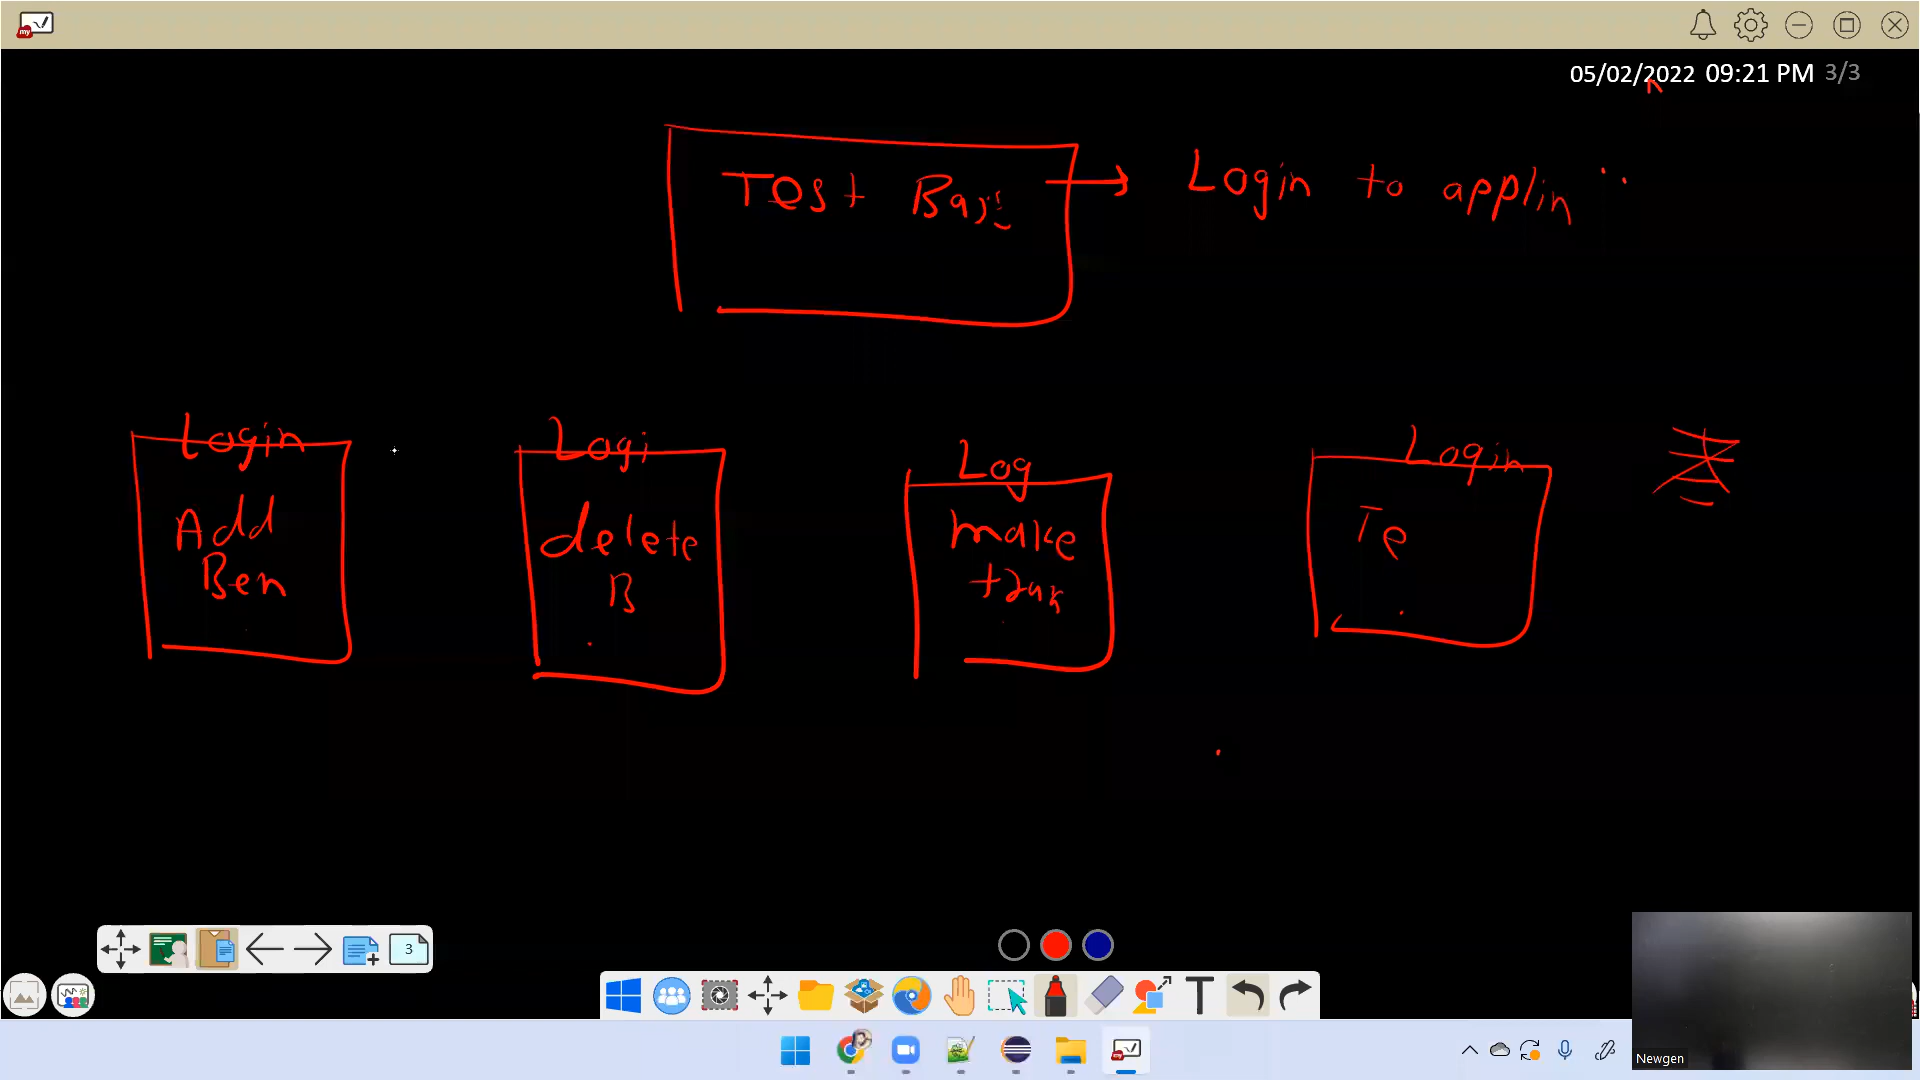 my
05/02/2022 09:21 PM 3/3
Test Base → Login to applin
Login
Add
Ben
Logi
delete
B
Log
make
Login
Te
3
T
Newgen